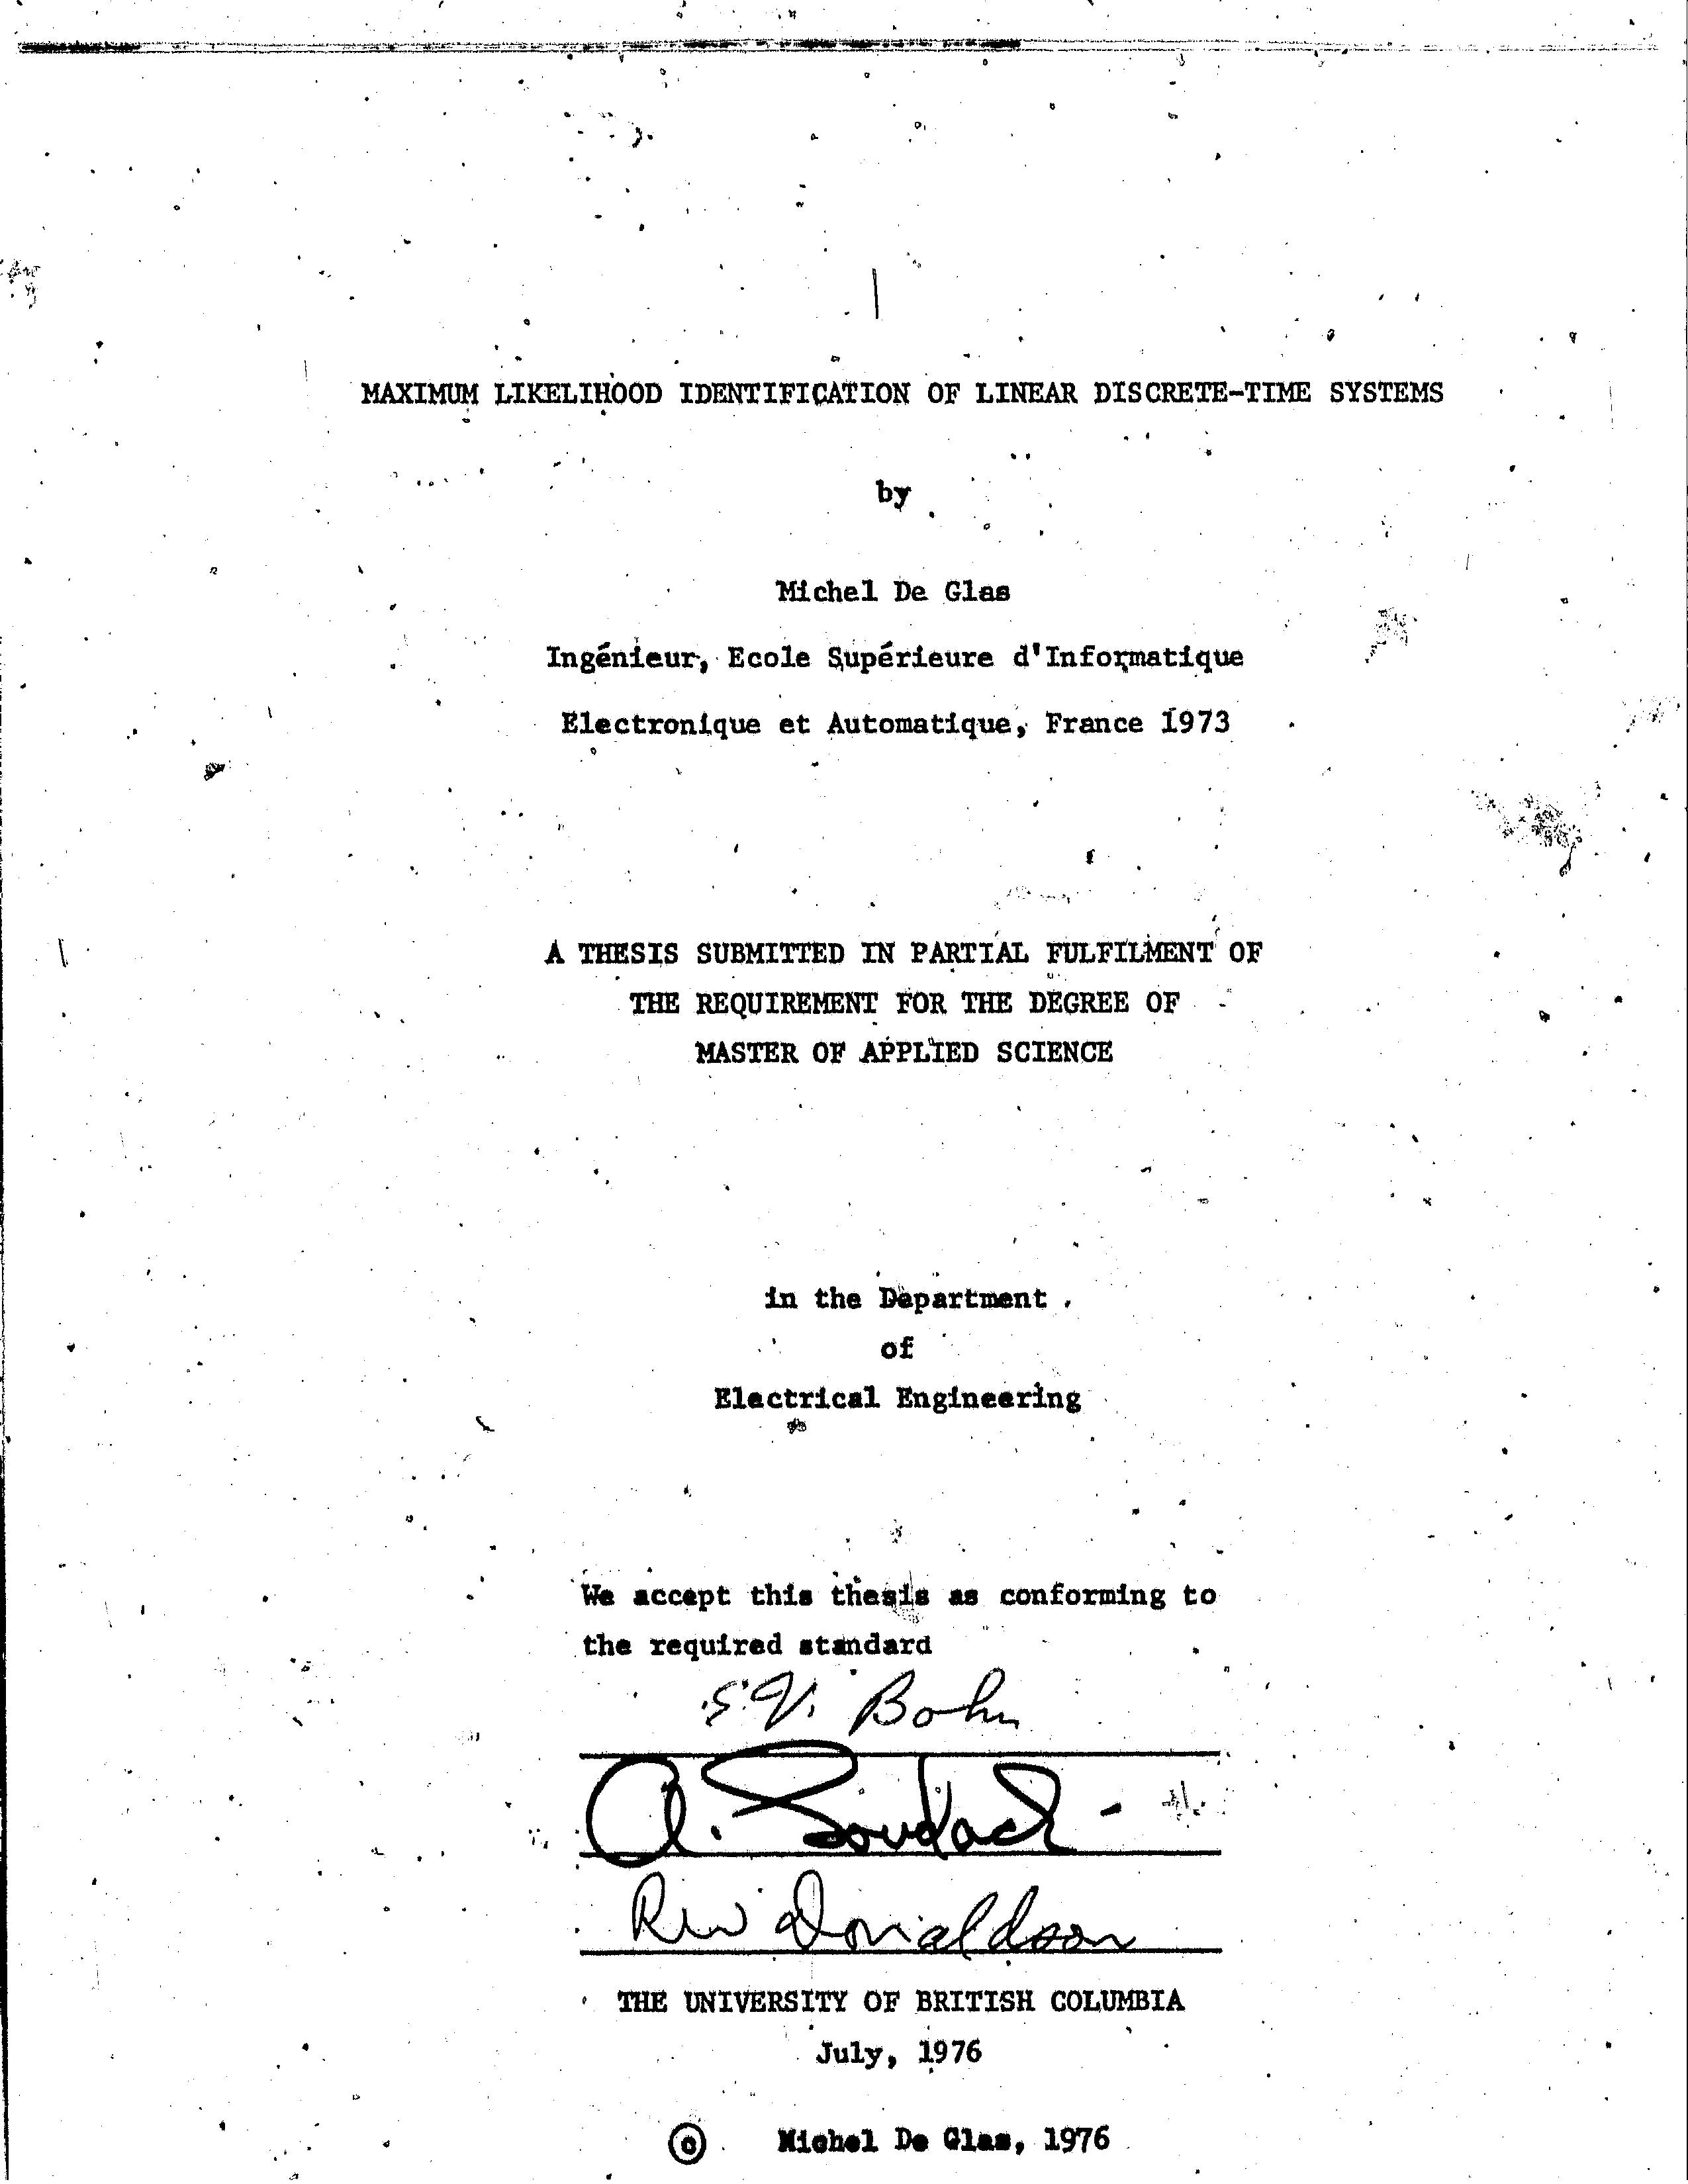 MAXIMUM LIKELIHOOD IDENTIFICATION OF LINEAR DISCRETE-TIME SYSTEMS
by
Michel De Glas
Ingénieur, Ecole Supérieure d'Informatique
Electronique et Automatique, France 1973
A THESIS SUBMITTED IN PARTIAL FULFILMENT OF
THE REQUIREMENT FOR THE DEGREE OF
MASTER OF APPLIED SCIENCE
in the Department
of
Electrical Engineering
We accept this thesis as conforming to
the required standard
E.V. Bohn
A. Soudack
RW Donaldson
THE UNIVERSITY OF BRITISH COLUMBIA
July, 1976
© Michel De Glas, 1976